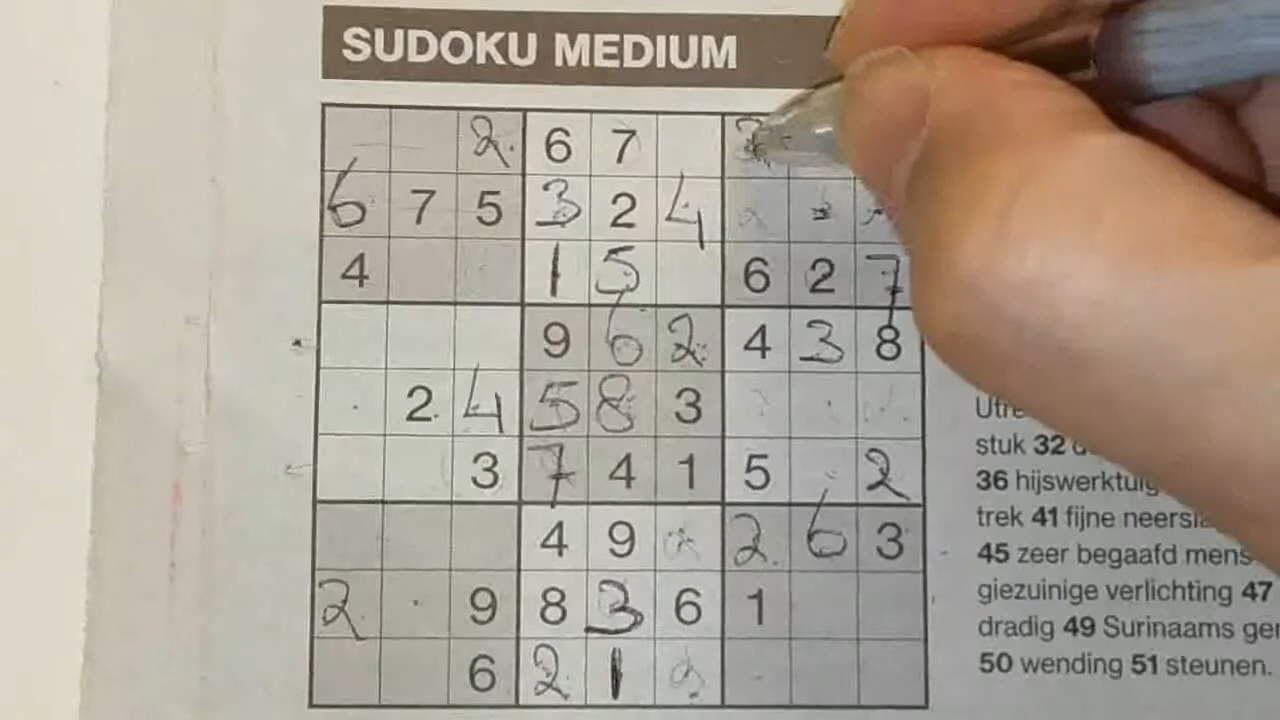 SUDOKU MEDIUM
2. 6 7 3
6 7 5 3 2 4
4 1 5 6 2 7
9 6 2 4 3 8
2 4 5 8 3
3 7 4 1 5 2
4 9 2. 6 3
2. 9 8 3 6 1
6 2 1
stuk 32
36 hijswerktuig
trek 41 fijne
45 zeer begaafd mens
giezuinige verlichting 47
dradig 49 Surinaams
50 wending 51 steunen.